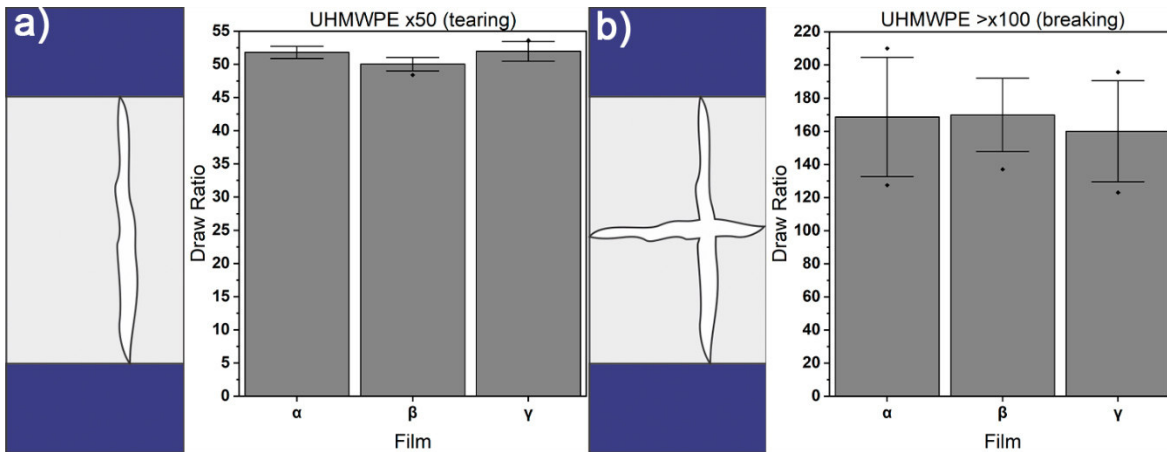 a)
UHMWPE x50 (tearing)
55
50
45
40
35
30
25
20
15
10
5
0
Draw Ratio
α β γ
Film
b)
UHMWPE >x100 (breaking)
220
200
180
160
140
120
100
80
60
40
20
0
Draw Ratio
α β γ
Film